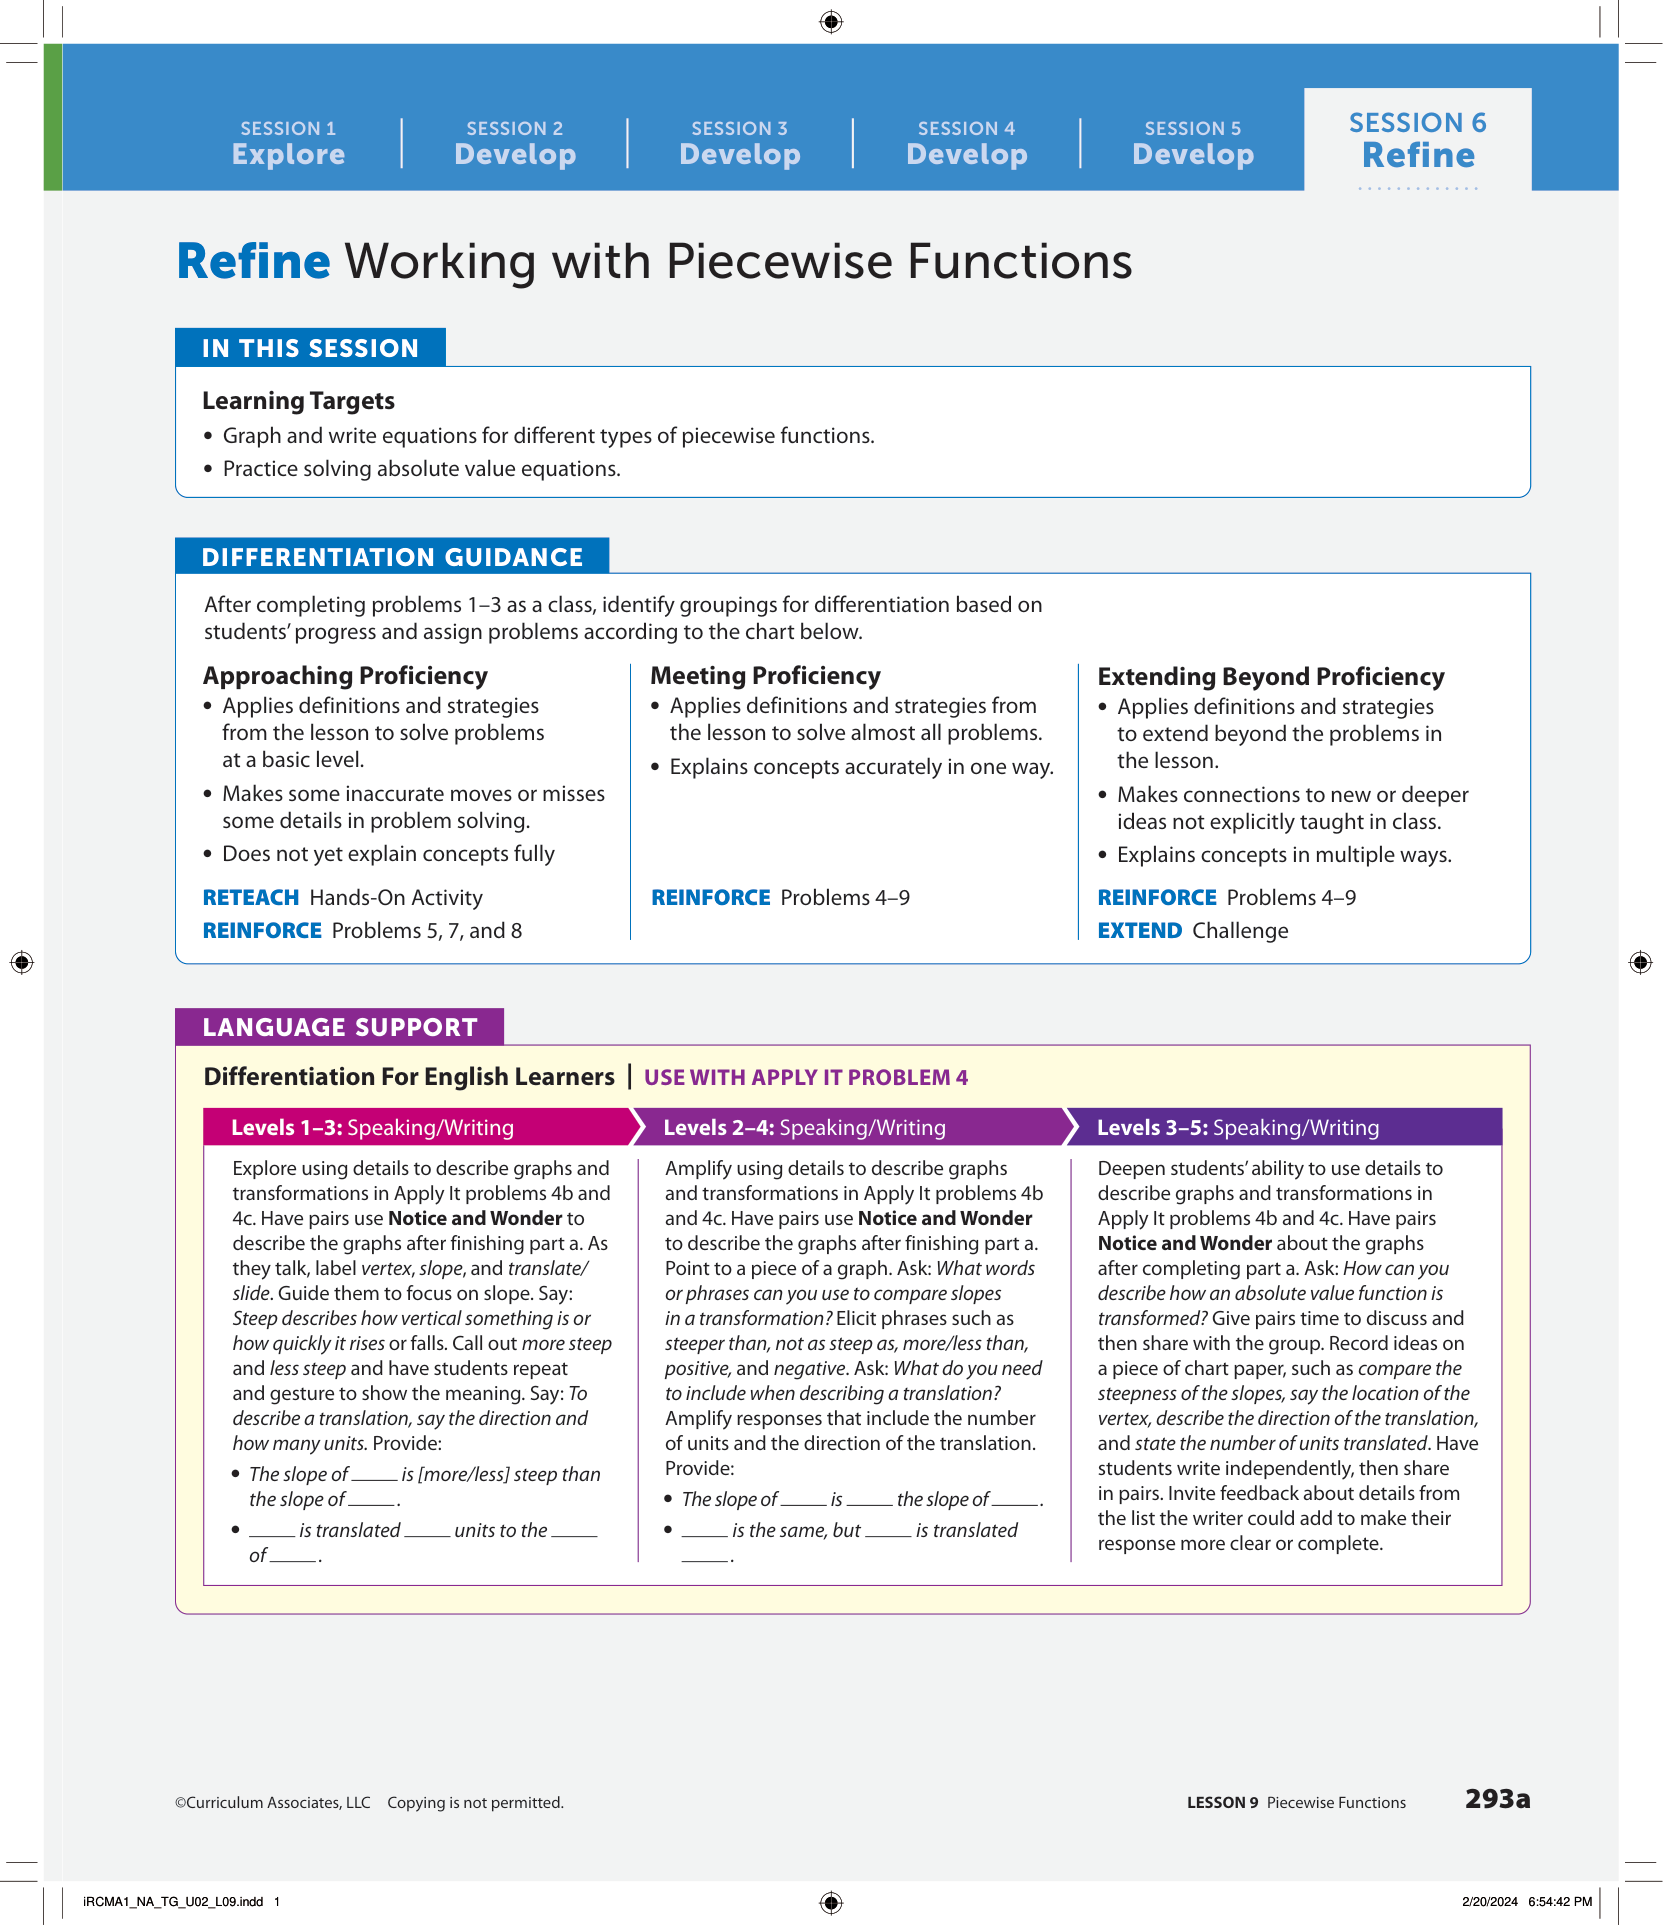 SESSION 1
Explore
SESSION 2
Develop
SESSION 3
Develop
SESSION 4
Develop
SESSION 5
Develop
SESSION 6
Refine
Refine Working with Piecewise Functions
IN THIS SESSION
Learning Targets
• Graph and write equations for different types of piecewise functions.
• Practice solving absolute value equations.
DIFFERENTIATION GUIDANCE
After completing problems 1–3 as a class, identify groupings for differentiation based on
students’ progress and assign problems according to the chart below.
Approaching Proficiency
• Applies definitions and strategies
from the lesson to solve problems
at a basic level.
• Makes some inaccurate moves or misses
some details in problem solving.
• Does not yet explain concepts fully
RETEACH Hands-On Activity
REINFORCE Problems 5, 7, and 8
Meeting Proficiency
• Applies definitions and strategies from
the lesson to solve almost all problems.
• Explains concepts accurately in one way.
REINFORCE Problems 4–9
Extending Beyond Proficiency
• Applies definitions and strategies
to extend beyond the problems in
the lesson.
• Makes connections to new or deeper
ideas not explicitly taught in class.
• Explains concepts in multiple ways.
REINFORCE Problems 4–9
EXTEND Challenge
LANGUAGE SUPPORT
Differentiation For English Learners | USE WITH APPLY IT PROBLEM 4
Levels 1–3: Speaking/Writing
Explore using details to describe graphs and
transformations in Apply It problems 4b and
4c. Have pairs use Notice and Wonder to
describe the graphs after finishing part a. As
they talk, label vertex, slope, and translate/
slide. Guide them to focus on slope. Say:
Steep describes how vertical something is or
how quickly it rises or falls. Call out more steep
and less steep and have students repeat
and gesture to show the meaning. Say: To
describe a translation, say the direction and
how many units. Provide:
• The slope of _____ is [more/less] steep than
the slope of _____ .
• _____ is translated _____ units to the _____
of _____ .
Levels 2–4: Speaking/Writing
Amplify using details to describe graphs
and transformations in Apply It problems 4b
and 4c. Have pairs use Notice and Wonder
to describe the graphs after finishing part a.
Point to a piece of a graph. Ask: What words
or phrases can you use to compare slopes
in a transformation? Elicit phrases such as
steeper than, not as steep as, more/less than,
positive, and negative. Ask: What do you need
to include when describing a translation?
Amplify responses that include the number
of units and the direction of the translation.
Provide:
• The slope of _____ is _____ the slope of _____ .
• _____ is the same, but _____ is translated
_____ .
Levels 3–5: Speaking/Writing
Deepen students’ ability to use details to
describe graphs and transformations in
Apply It problems 4b and 4c. Have pairs
Notice and Wonder about the graphs
after completing part a. Ask: How can you
describe how an absolute value function is
transformed? Give pairs time to discuss and
then share with the group. Record ideas on
a piece of chart paper, such as compare the
steepness of the slopes, say the location of the
vertex, describe the direction of the translation,
and state the number of units translated. Have
students write independently, then share
in pairs. Invite feedback about details from
the list the writer could add to make their
response more clear or complete.
©Curriculum Associates, LLC Copying is not permitted.
LESSON 9 Piecewise Functions 293a
iRCMA1_NA_TG_U02_L09.indd 1
2/20/2024 6:54:42 PM